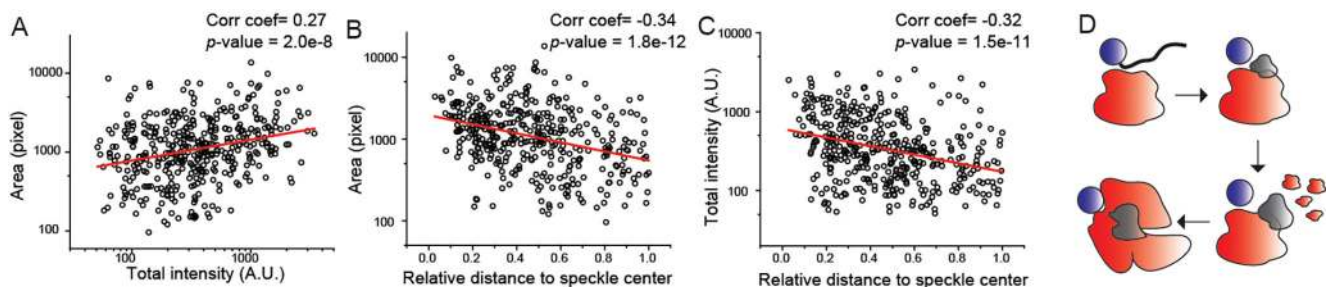 A
Corr coef= 0.27
p-value = 2.0e-8
Area (pixel)
10000
1000
100
100
1000
Total intensity (A.U.)
B
Corr coef= -0.34
p-value = 1.8e-12
Area (pixel)
10000
1000
100
0.0 0.2 0.4 0.6 0.8 1.0
Relative distance to speckle center
C
Corr coef= -0.32
p-value = 1.5e-11
Total intensity (A.U.)
10000
1000
100
0.0 0.2 0.4 0.6 0.8 1.0
Relative distance to speckle center
D